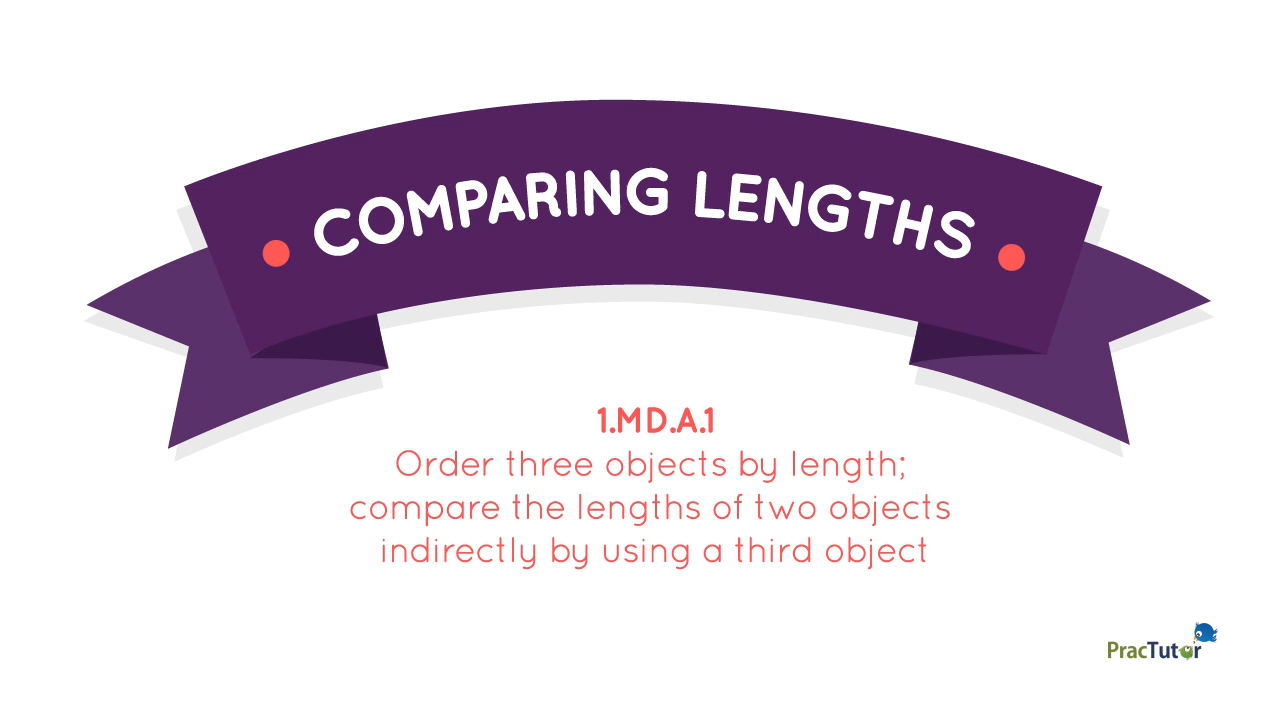 COMPARING LENGTHS
1.MD.A.1
Order three objects by length;
compare the lengths of two objects
indirectly by using a third object
PracTutor